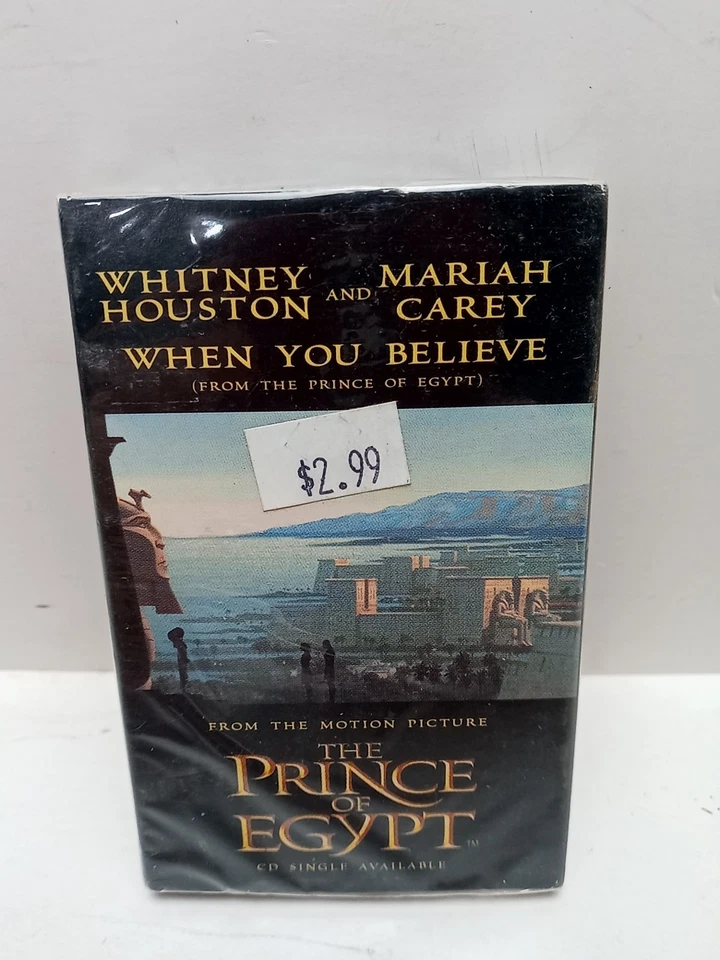 WHITNEY HOUSTON AND MARIAH CAREY
WHEN YOU BELIEVE
(FROM THE PRINCE OF EGYPT)
$2.99
FROM THE MOTION PICTURE
THE
PRINCE
OF
EGYPT™
CD SINGLE AVAILABLE